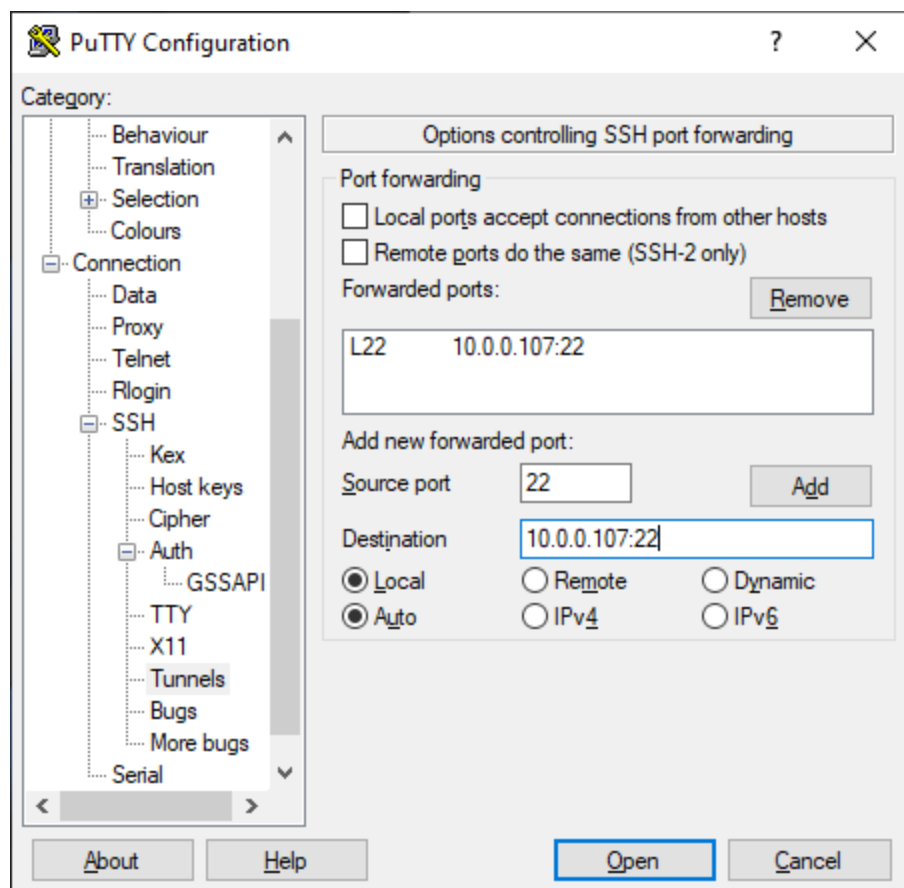 PuTTY Configuration ? ×
Category:
Behaviour
Translation
Selection
Colours
Connection
Data
Proxy
Telnet
Rlogin
SSH
Kex
Host keys
Cipher
Auth
GSSAPI
TTY
X11
Tunnels
Bugs
More bugs
Serial
Options controlling SSH port forwarding
Port forwarding
Local ports accept connections from other hosts
Remote ports do the same (SSH-2 only)
Forwarded ports:
Remove
L22 10.0.0.107:22
Add new forwarded port:
Source port 22 Add
Destination 10.0.0.107:22
Local Remote Dynamic
Auto IPv4 IPv6
About Help Open Cancel